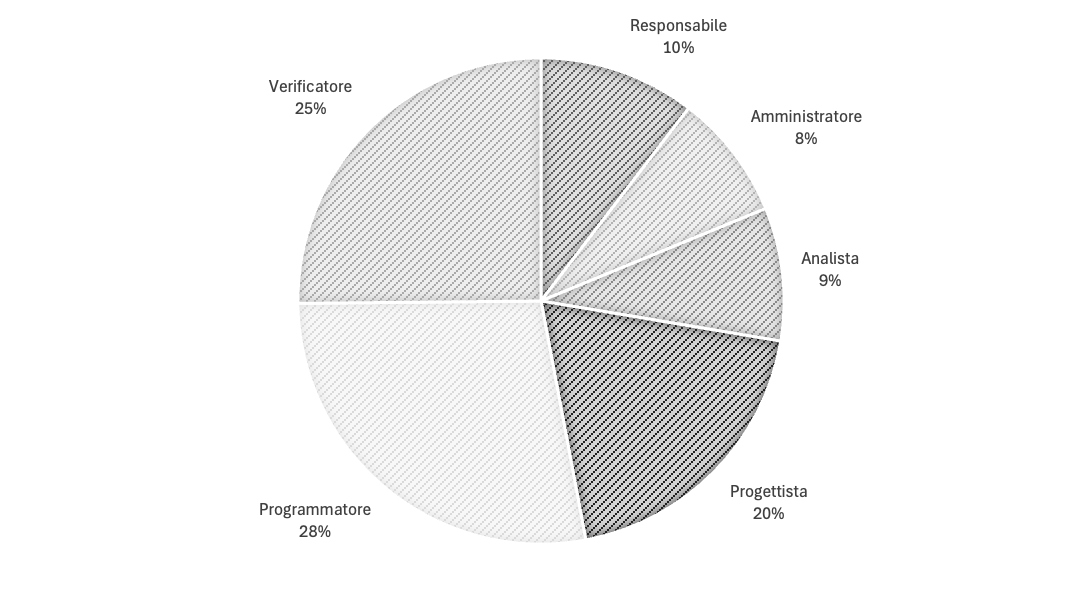 Responsabile
10%
Amministratore
8%
Analista
9%
Progettista
20%
Programmatore
28%
Verificatore
25%